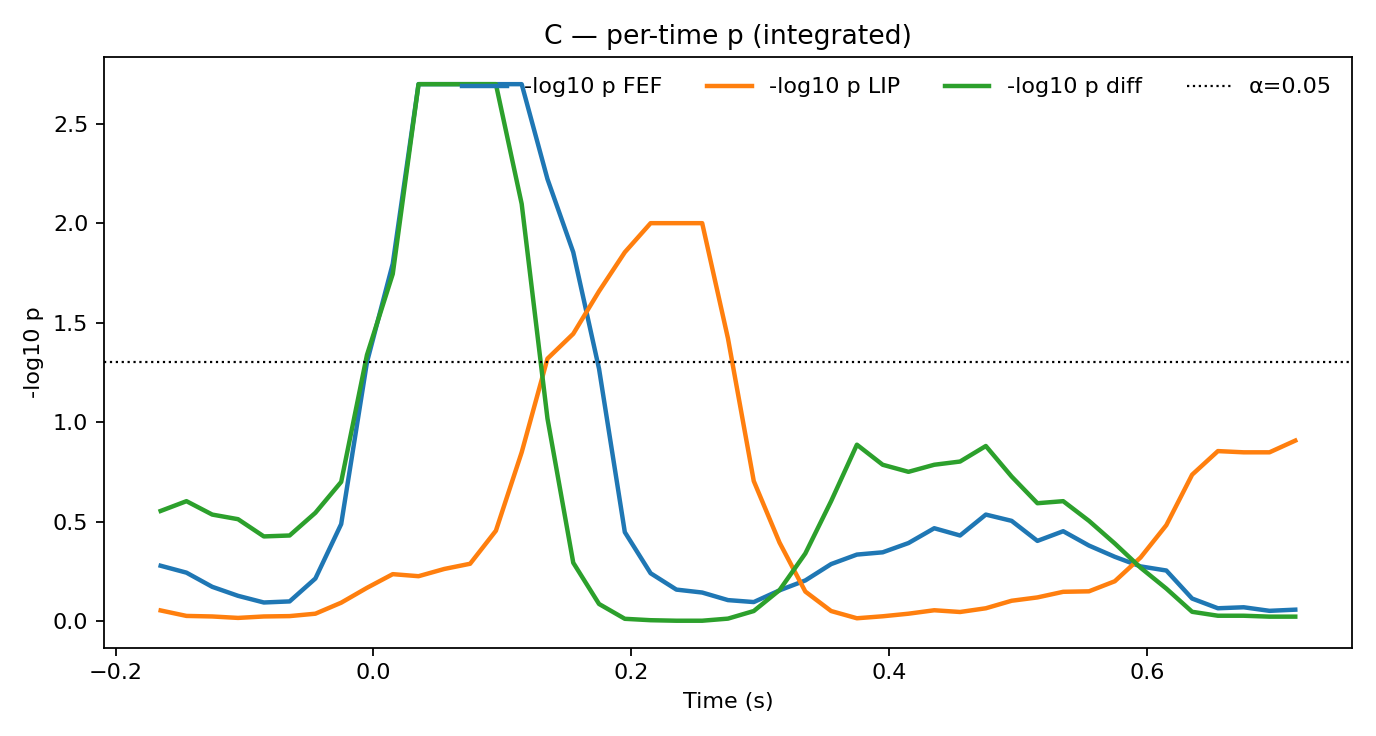 C — per-time p (integrated)
-log10 p FEF -log10 p LIP -log10 p diff α=0.05
2.5
2.0
1.5
1.0
0.5
0.0
-log10 p
−0.2 0.0 0.2 0.4 0.6
Time (s)